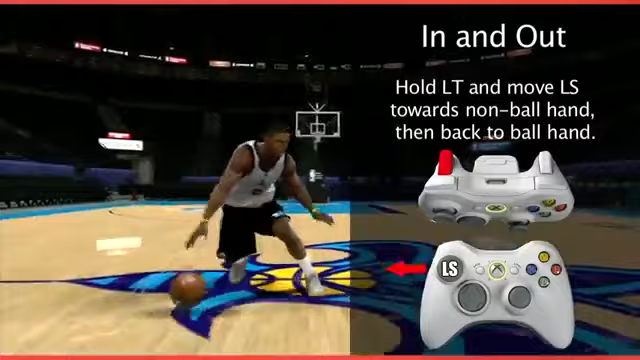 In and Out
Hold LT and move LS
towards non-ball hand,
then back to ball hand.
LS